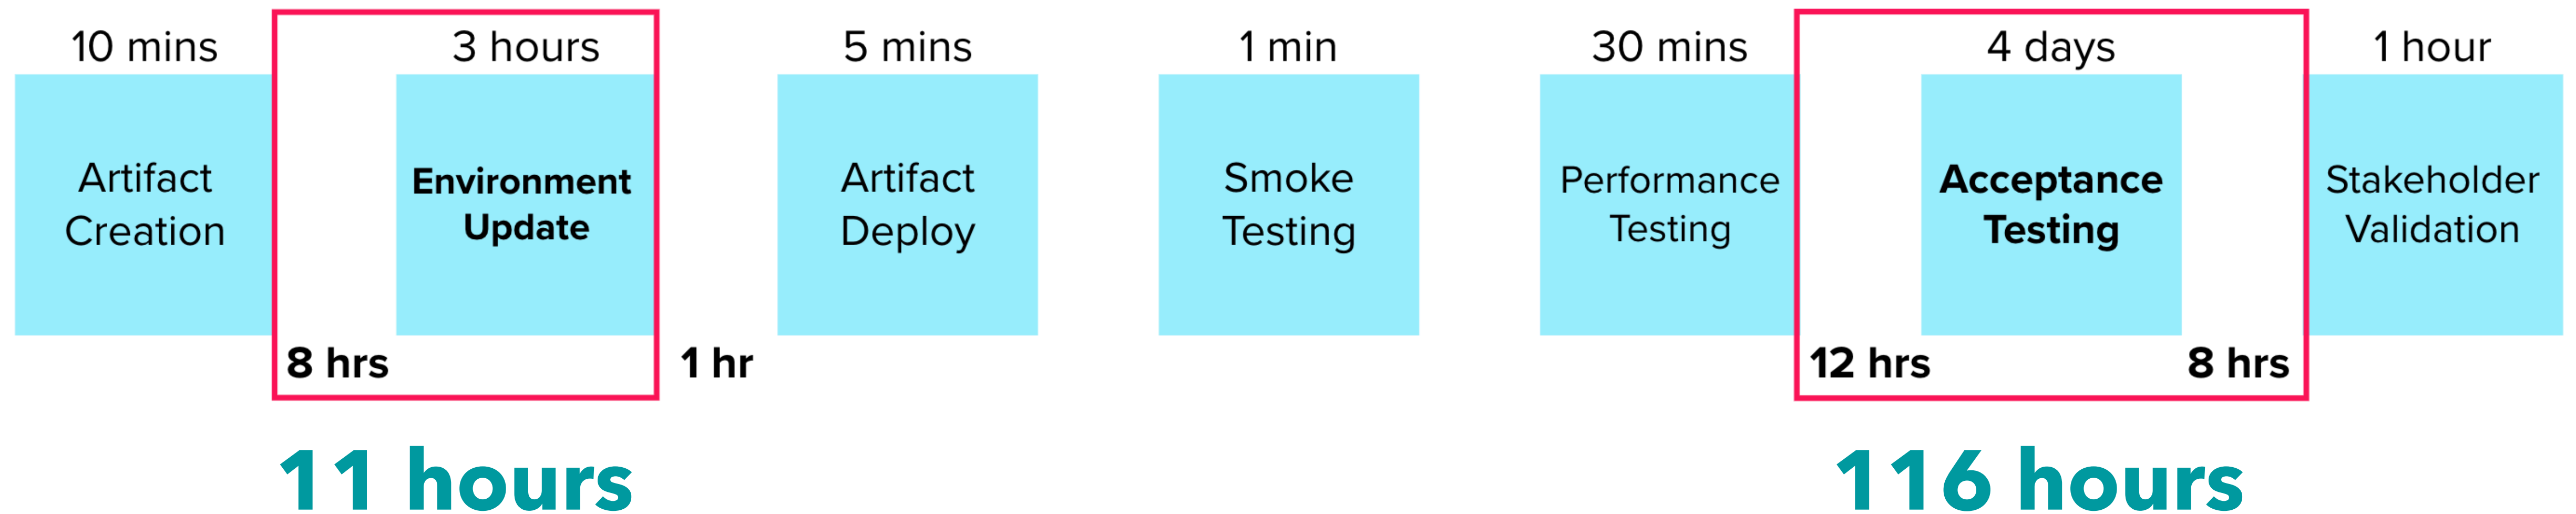 10 mins
3 hours
5 mins
1 min
30 mins
4 days
1 hour
Artifact
Creation
Environment
Update
Artifact
Deploy
Smoke
Testing
Performance
Testing
Acceptance
Testing
Stakeholder
Validation
8 hrs
1 hr
12 hrs
8 hrs
11 hours
116 hours